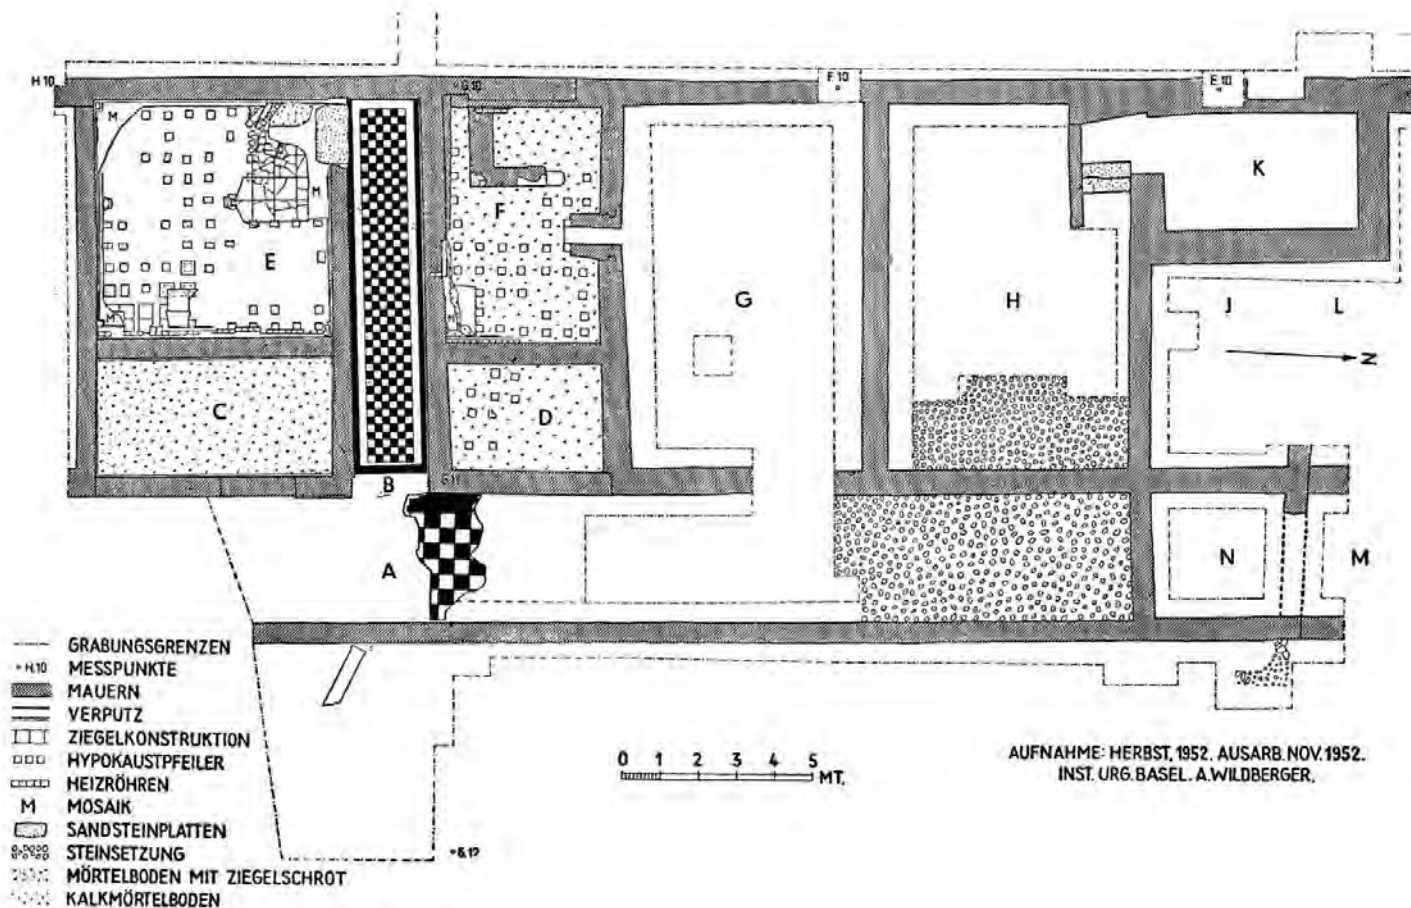 H 10
G 10
F 10
E 10
M
M
K
F
E
G
H
J
L
N
C
D
M
B
G 11
A
N
M
GRABUNGSGRENZEN
H.10 MESSPUNKTE
MAUERN
VERPUTZ
ZIEGELKONSTRUKTION
HYPOKAUSTPFEILER
HEIZRÖHREN
M MOSAIK
SANDSTEINPLATTEN
STEINSETZUNG
MÖRTELBODEN MIT ZIEGELSCHROT
KALKMÖRTELBODEN
0 1 2 3 4 5
MT.
AUFNAHME: HERBST, 1952. AUSARB. NOV. 1952.
INST. URG. BASEL. A. WILDBERGER.